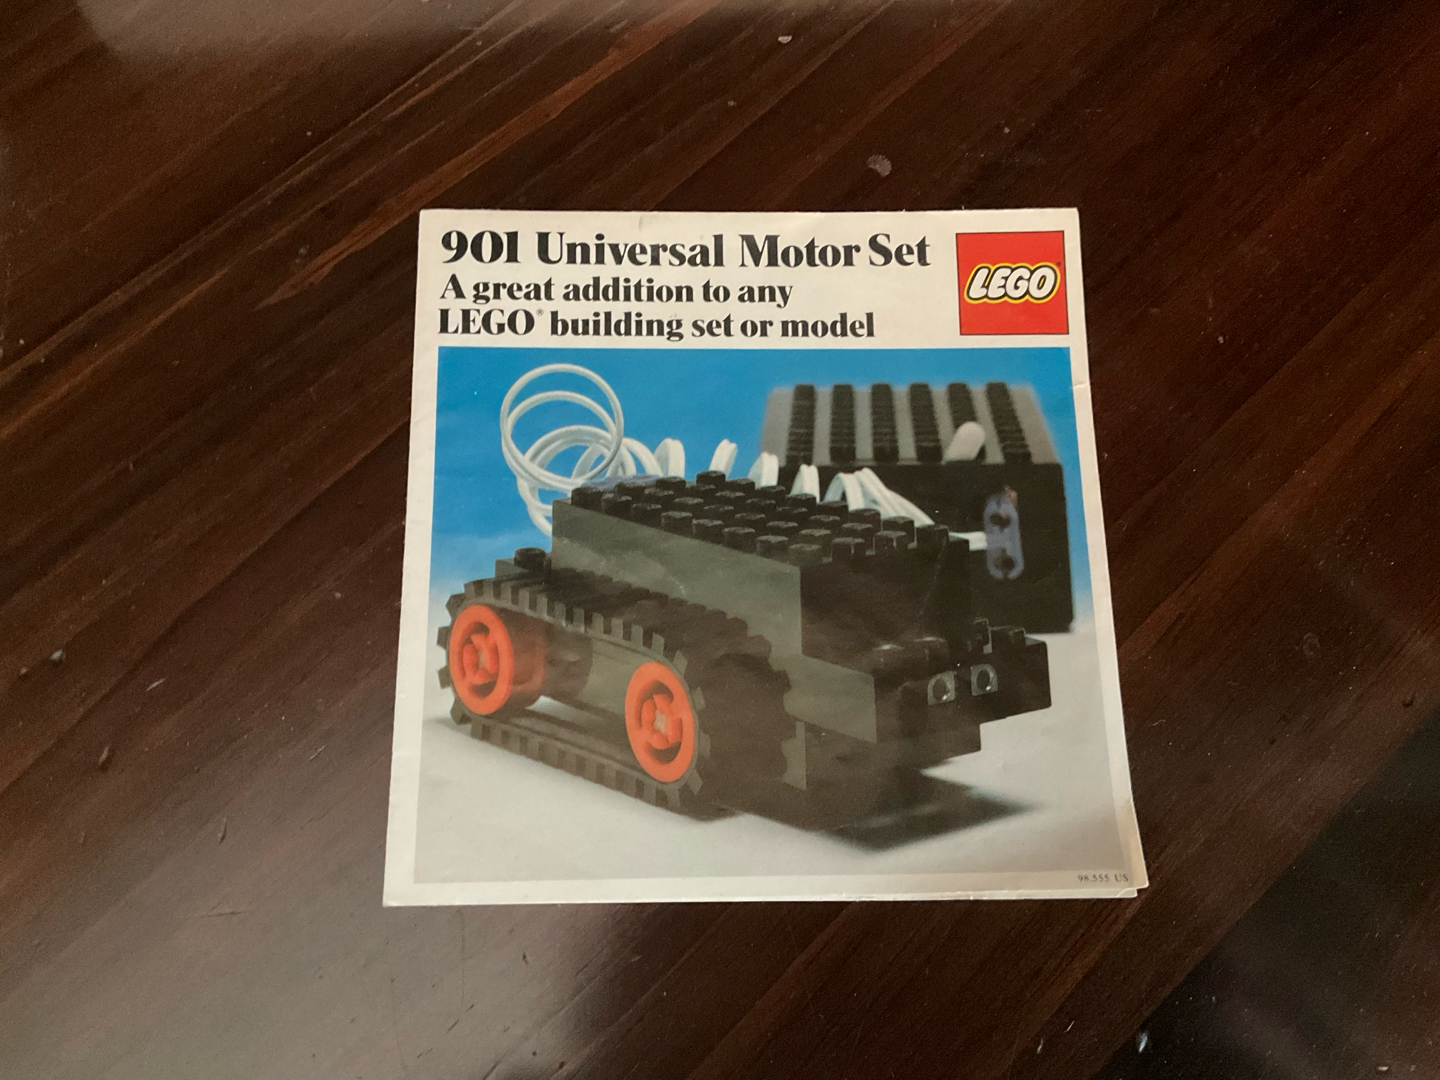 901 Universal Motor Set
A great addition to any
LEGO® building set or model
LEGO®
98.555 US